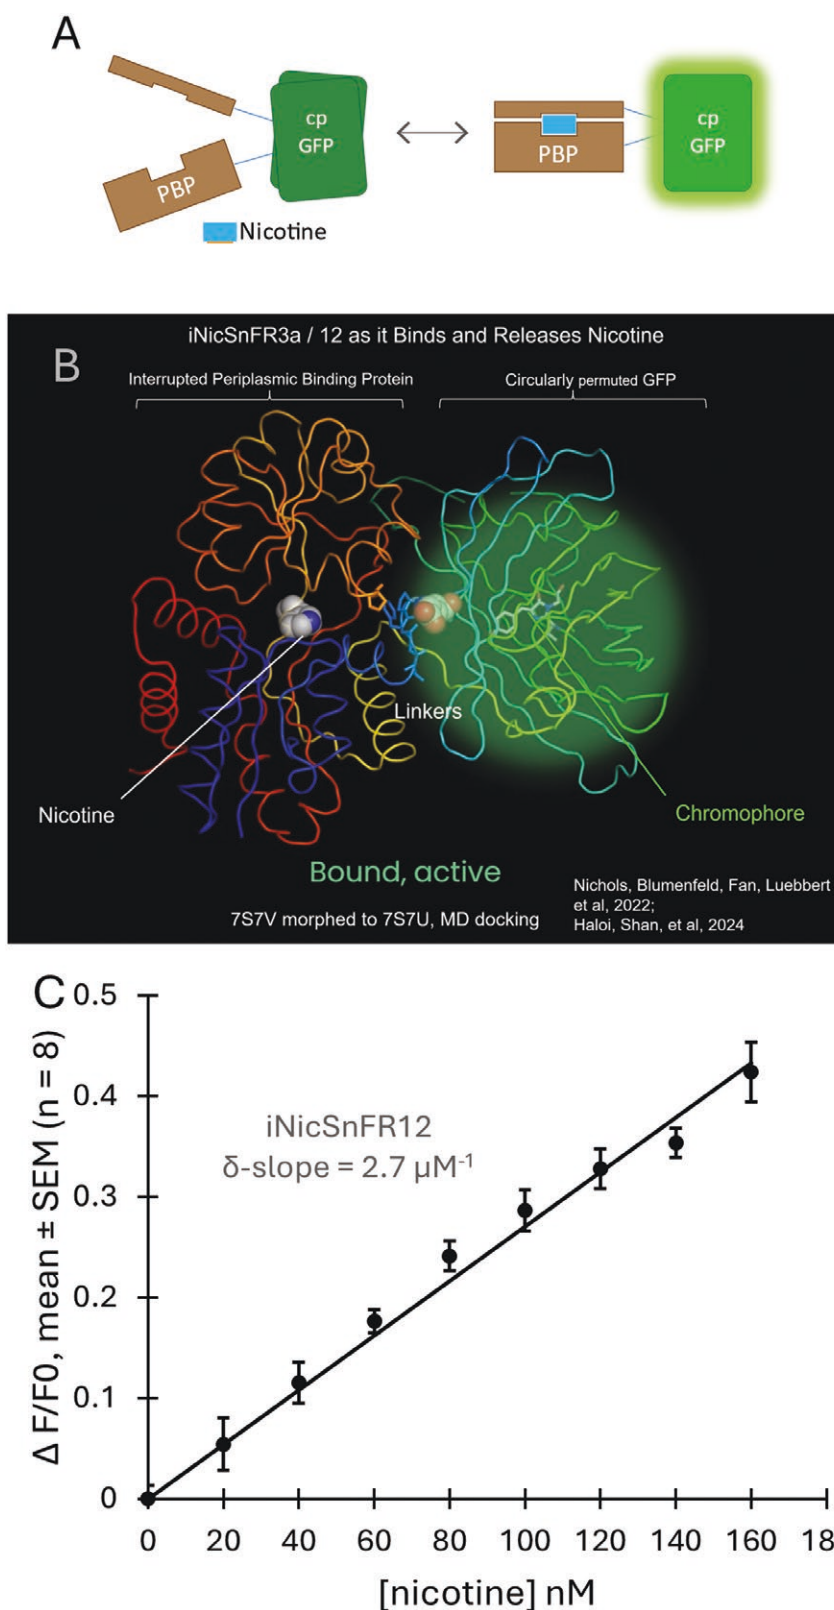 A
cp
GFP
PBP
Nicotine
cp
GFP
PBP
B
iNicSnFR3a / 12 as it Binds and Releases Nicotine
Interrupted Periplasmic Binding Protein
Circularly permuted GFP
Linkers
Nicotine
Chromophore
Bound, active
7S7V morphed to 7S7U, MD docking
Nichols, Blumenfeld, Fan, Luebbert
et al, 2022;
Haloi, Shan, et al, 2024
C
Δ F/F0, mean ± SEM (n = 8)
0.5
0.4
0.3
0.2
0.1
0
iNicSnFR12
δ-slope = 2.7 µM⁻¹
0 20 40 60 80 100 120 140 160 18
[nicotine] nM